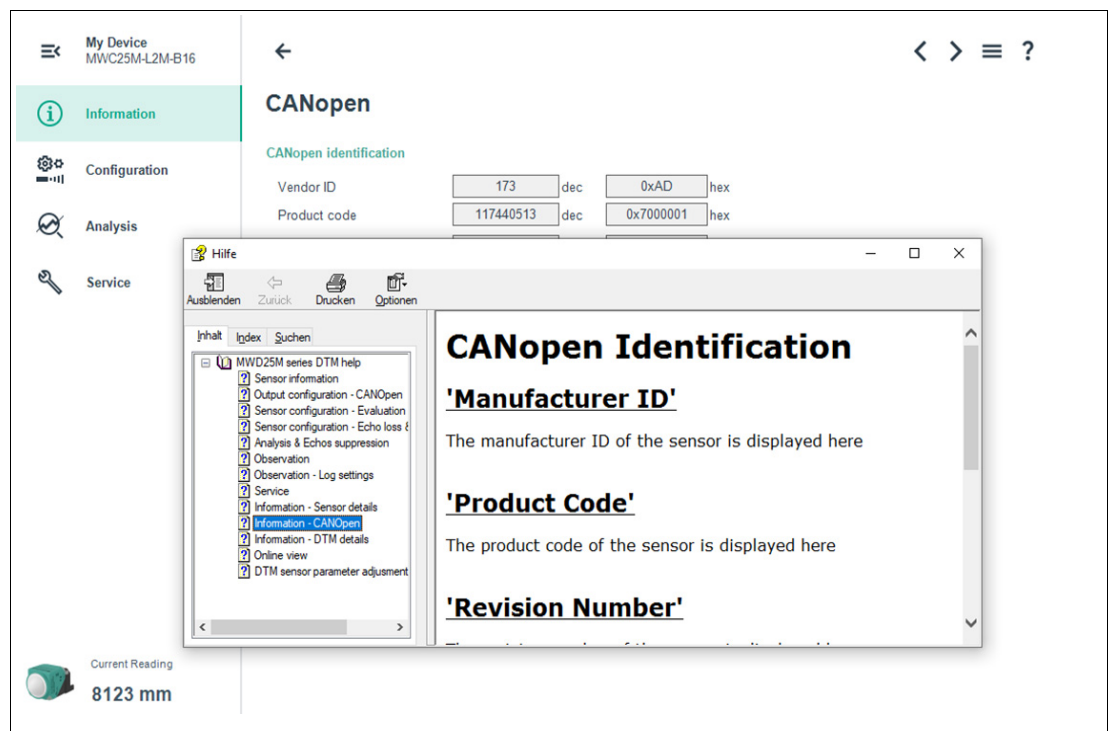 My Device
MWC25M-L2M-B16
?
Information
Configuration
Analysis
Service
CANopen
CANopen identification
Vendor ID 173 dec 0xAD hex
Product code 117440513 dec 0x7000001 hex
Hilfe
Ausblenden Zurück Drucken Optionen
Inhalt Index Suchen
MWD25M series DTM help
Sensor information
Output configuration - CANOpen
Sensor configuration - Evaluation
Sensor configuration - Echo loss &
Analysis & Echos suppression
Observation
Observation - Log settings
Service
Information - Sensor details
Information - CANOpen
Information - DTM details
Online view
DTM sensor parameter adjusment
CANopen Identification
'Manufacturer ID'
The manufacturer ID of the sensor is displayed here
'Product Code'
The product code of the sensor is displayed here
'Revision Number'
Current Reading
8123 mm